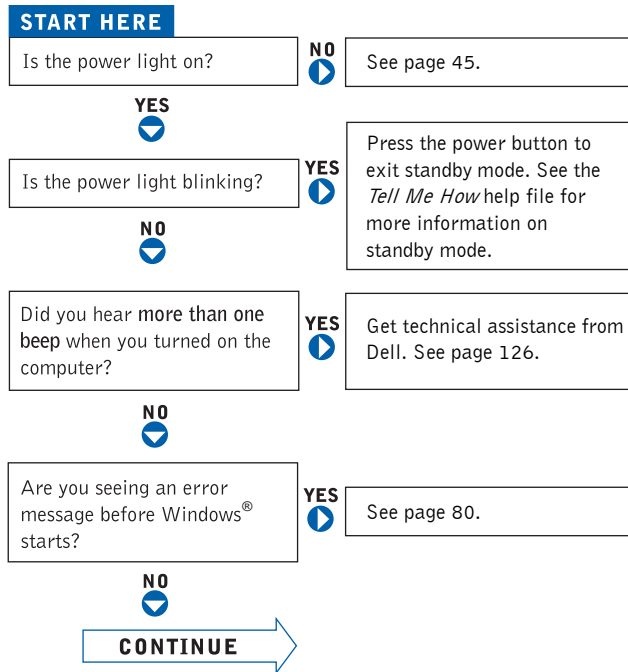 START HERE
Is the power light on?
NO
See page 45.
YES
Is the power light blinking?
YES
Press the power button to
exit standby mode. See the
Tell Me How help file for
more information on
standby mode.
NO
Did you hear more than one
beep when you turned on the
computer?
YES
Get technical assistance from
Dell. See page 126.
NO
Are you seeing an error
message before Windows®
starts?
YES
See page 80.
NO
CONTINUE